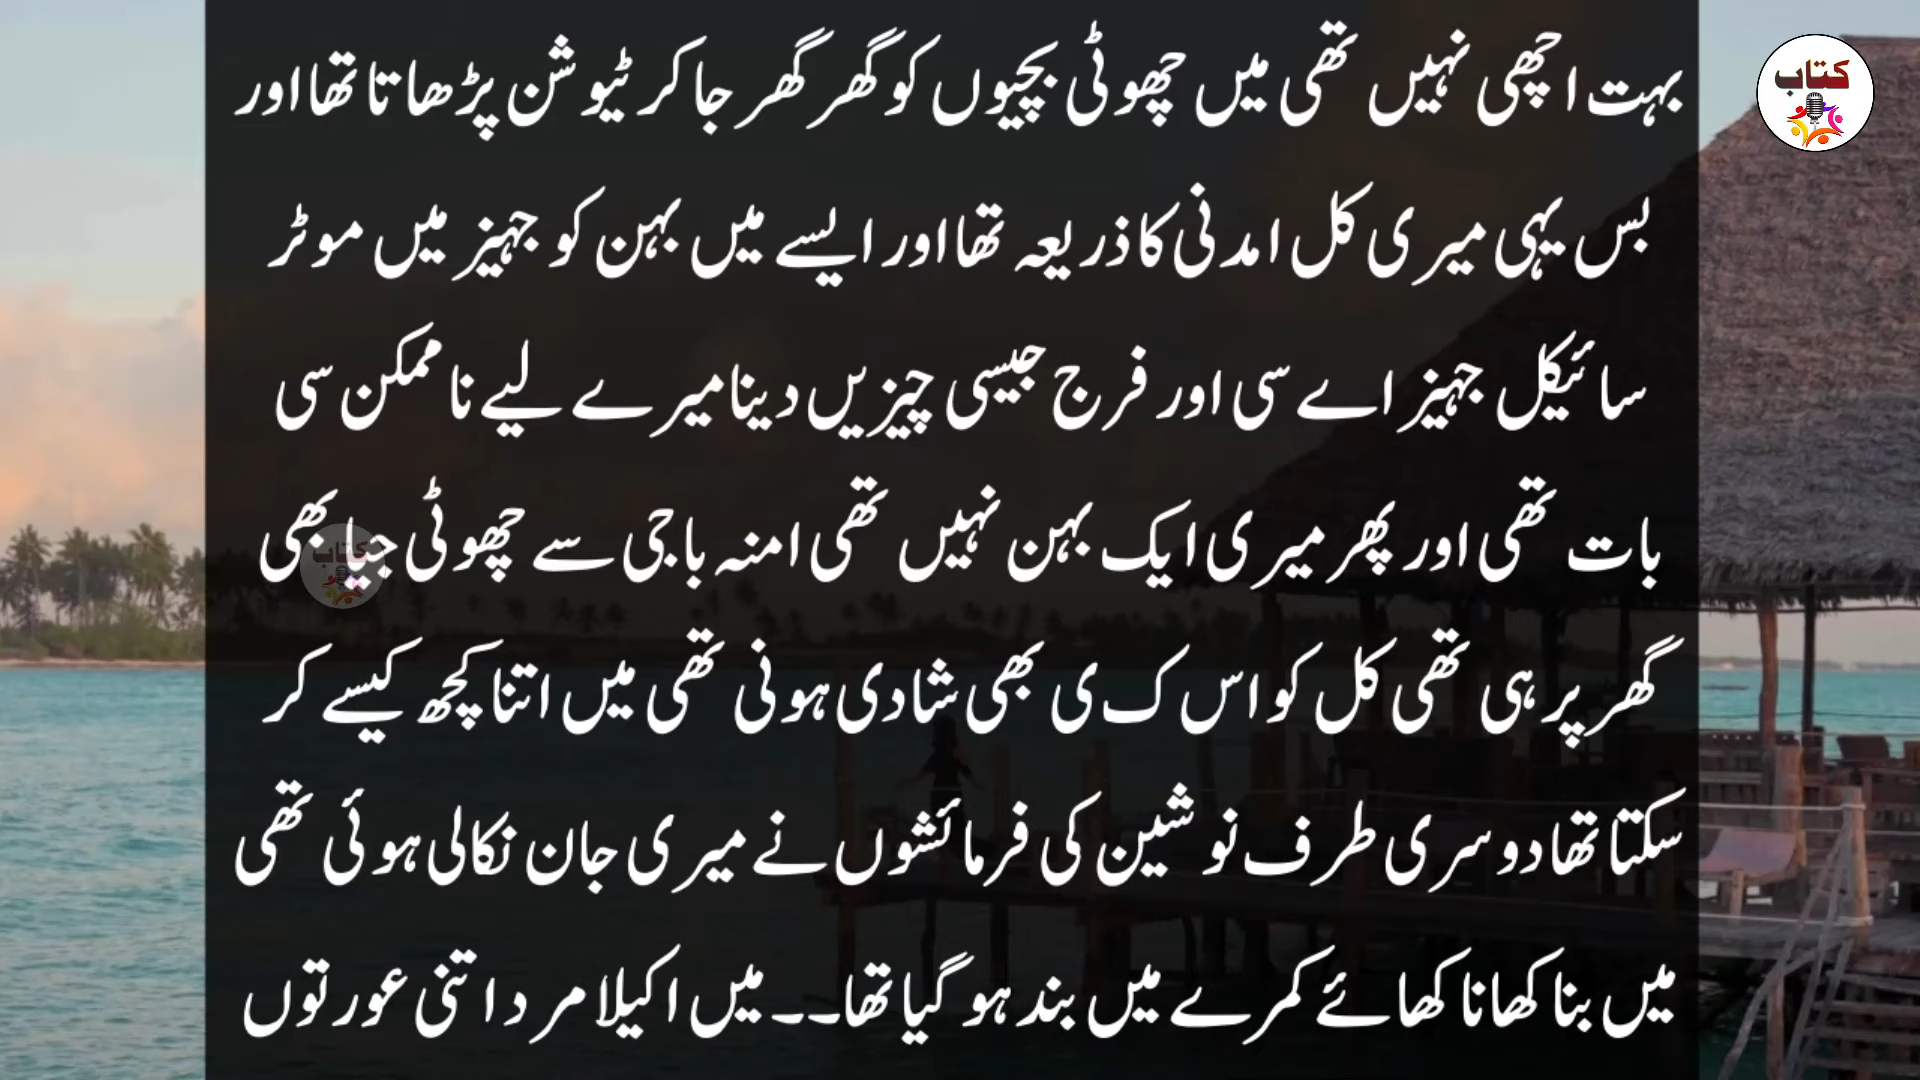 کتاب
بہت اچھی نہیں تھی میں چھوٹی بچیوں کو گھر گھر جا کر ٹیوشن پڑھاتا تھا اور
بس یہی میری کل امدنی کا ذریعہ تھا اور ایسے میں بہن کو جہیز میں موٹر
سائیکل جہیز اے سی اور فرج جیسی چیزیں دینا میرے لیے ناممکن سی
بات تھی اور پھر میری ایک بہن نہیں تھی امنہ باجی سے چھوٹی جیا بھی
گھر پر ہی تھی کل کو اس ک ی بھی شادی ہونی تھی میں اتنا کچھ کیسے کر
سکتا تھا دوسری طرف نوشین کی فرمائشوں نے میری جان نکالی ہوئی تھی
میں بنا کھانا کھائے کمرے میں بند ہو گیا تھا۔۔ میں اکیلا مرد اتنی عورتوں
کتاب